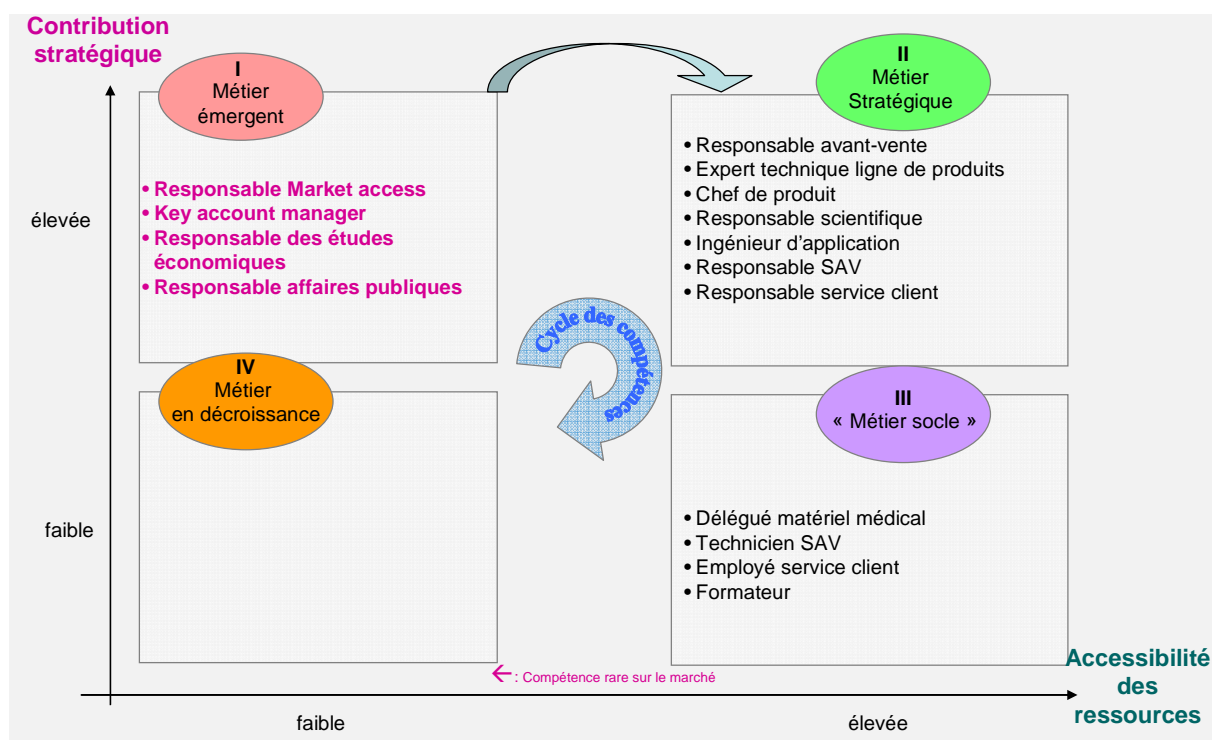 Contribution
stratégique
I
Métier
émergent
II
Métier
Stratégique
• Responsable Market access
• Key account manager
• Responsable des études
économiques
• Responsable affaires publiques
• Responsable avant-vente
• Expert technique ligne de produits
• Chef de produit
• Responsable scientifique
• Ingénieur d'application
• Responsable SAV
• Responsable service client
élevée
Cycle des compétences
IV
Métier
en décroissance
III
« Métier socle »
faible
• Délégué matériel médical
• Technicien SAV
• Employé service client
• Formateur
← : Compétence rare sur le marché
Accessibilité
des
ressources
faible
élevée